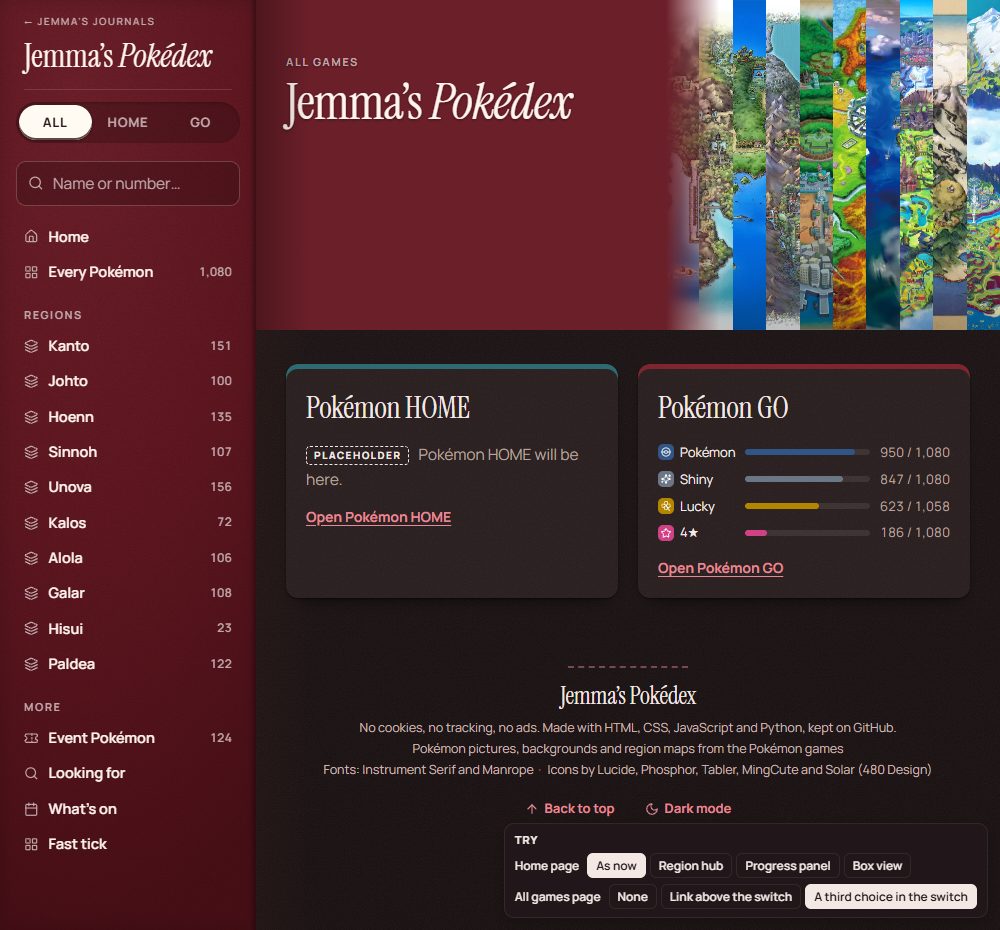 ← JEMMA'S JOURNALS
Jemma's Pokédex
ALL HOME GO
Name or number...
Home
Every Pokémon 1,080
REGIONS
Kanto 151
Johto 100
Hoenn 135
Sinnoh 107
Unova 156
Kalos 72
Alola 106
Galar 108
Hisui 23
Paldea 122
MORE
Event Pokémon 124
Looking for
What's on
Fast tick
ALL GAMES
Jemma's Pokédex
Pokémon HOME
PLACEHOLDER Pokémon HOME will be
here.
Open Pokémon HOME
Pokémon GO
Pokémon 950 / 1,080
Shiny 847 / 1,080
Lucky 623 / 1,058
4★ 186 / 1,080
Open Pokémon GO
Jemma's Pokédex
No cookies, no tracking, no ads. Made with HTML, CSS, JavaScript and Python, kept on GitHub.
Pokémon pictures, backgrounds and region maps from the Pokémon games
Fonts: Instrument Serif and Manrope · Icons by Lucide, Phosphor, Tabler, MingCute and Solar (480 Design)
↑ Back to top Dark mode
TRY
Home page As now Region hub Progress panel Box view
All games page None Link above the switch A third choice in the switch